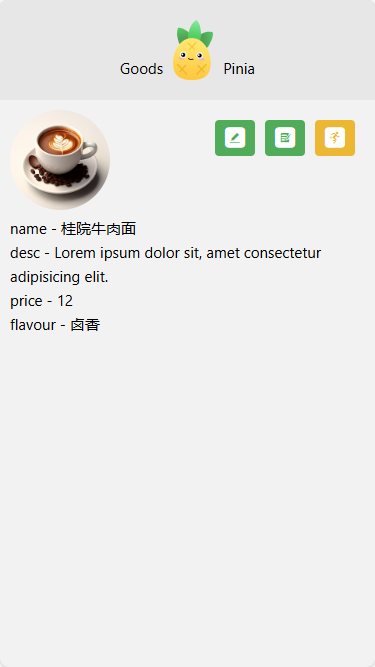 Goods Pinia
name - 桂院牛肉面
desc - Lorem ipsum dolor sit, amet consectetur
adipisicing elit.
price - 12
flavour - 卤香